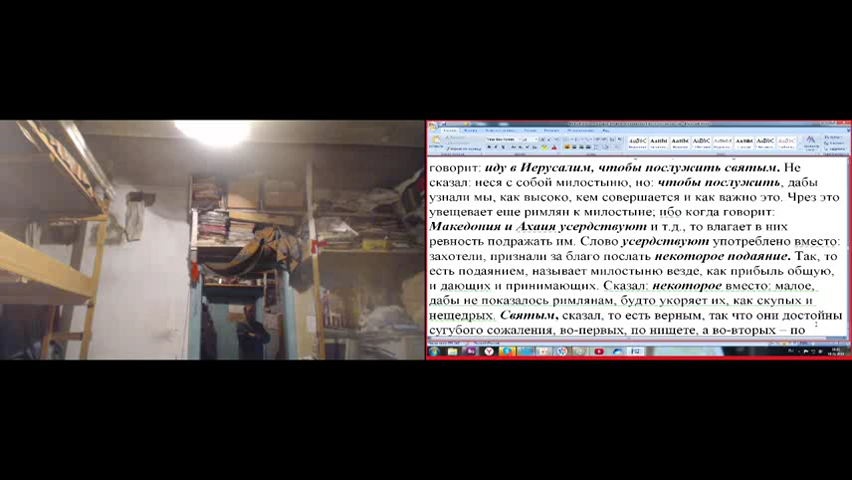 говорит: иду в Иерусалим, чтобы послужить святым. Не
сказал: неся с собой милостыню, но: чтобы послужить, дабы
узнали мы, как высоко, кем совершается и как важно это. Чрез это
увещевает еще римлян к милостыне; ибо когда говорит:
Македония и Ахаия усердствуют и т.д., то влагает в них
ревность подражать им. Слово усердствуют употреблено вместо:
захотели, признали за благо послать некоторое подаяние. Так, то
есть подаянием, называет милостыню везде, как прибыль общую,
и дающих и принимающих. Сказал: некоторое вместо: малое,
дабы не показалось римлянам, будто укоряет их, как скупых и
нещедрых. Святым, сказал, то есть верным, так что они достойны
сугубого сожаления, во-первых, по нищете, а во-вторых – по